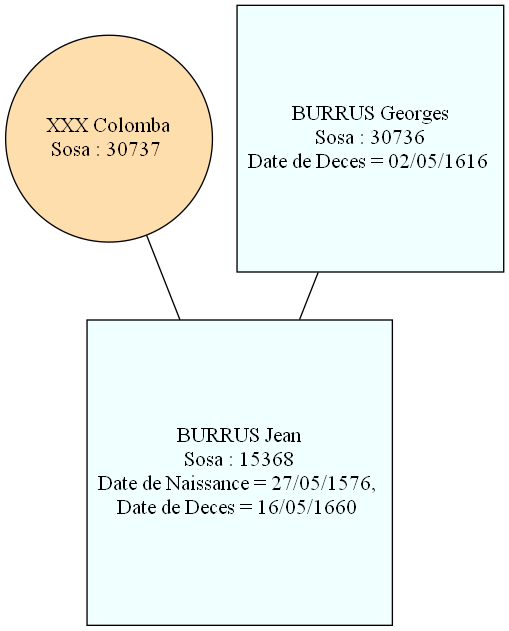 XXX Colomba
Sosa : 30737
BURRUS Georges
Sosa : 30736
Date de Deces = 02/05/1616
BURRUS Jean
Sosa : 15368
Date de Naissance = 27/05/1576,
Date de Deces = 16/05/1660